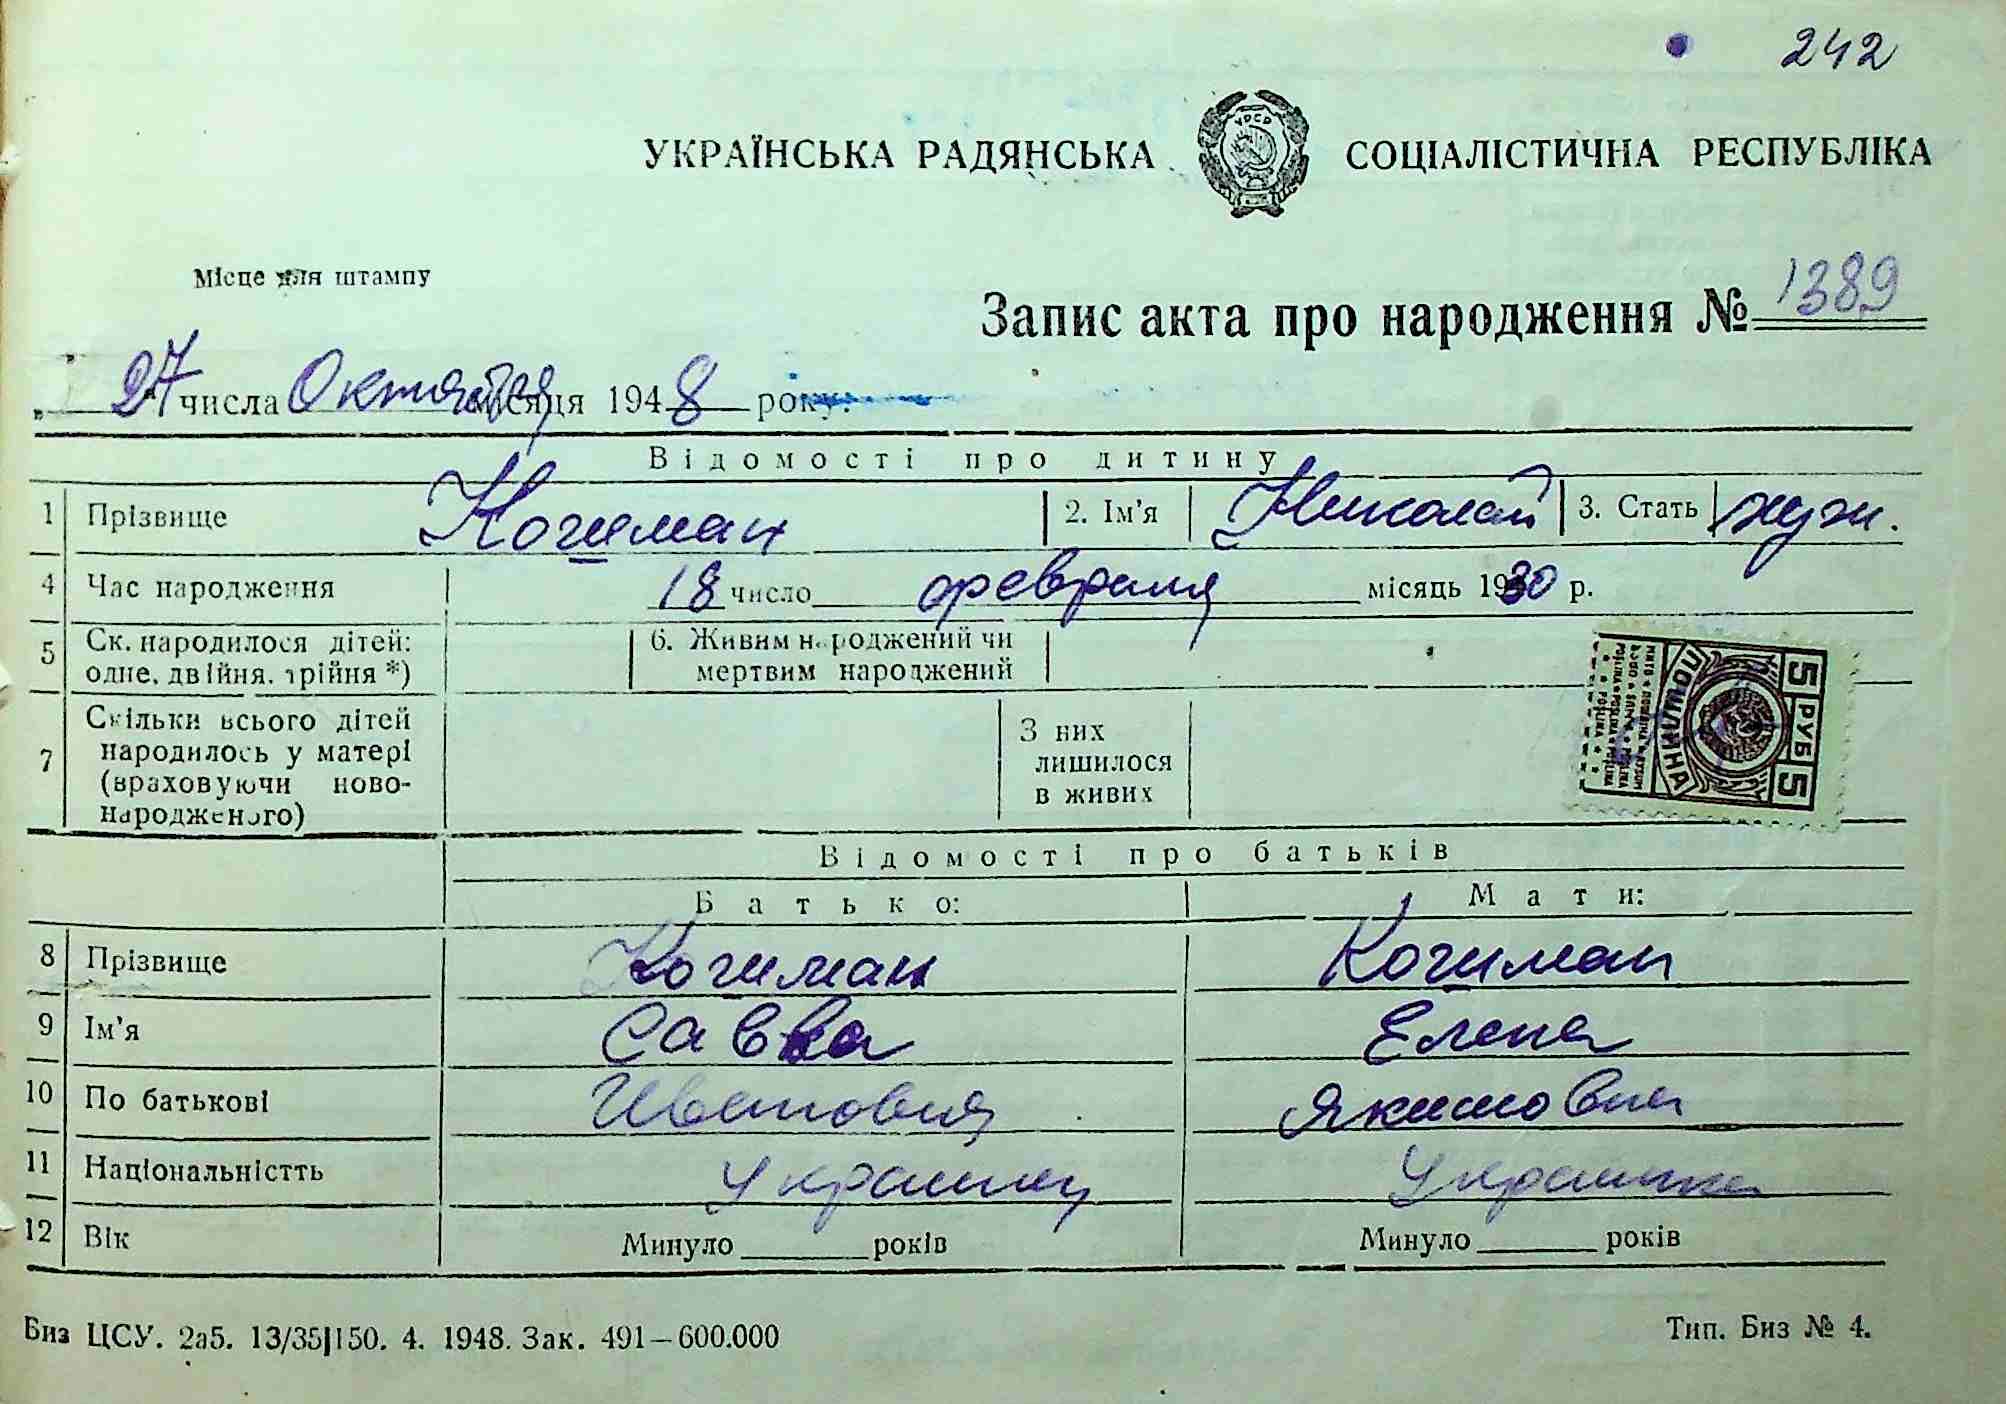 242
УКРАЇНСЬКА РАДЯНСЬКА СОЦІАЛІСТИЧНА РЕСПУБЛІКА
УРСР
Місце для штампу
Запис акта про народження № 1389
„ 27 " числа Октября місяця 1948 року.
Відомості про дитину
1 Прізвище Когиман 2. Ім'я Николай 3. Стать муж.
4 Час народження 18 число февраля місяць 1930 р.
5 Ск. народилося дітей: одне, двійня, трійня *) 6. Живим народжений чи мертвим народжений
7 Скільки всього дітей народилось у матері (враховуючи новонародженого) З них лишилося в живих
5 РУБ 5
ПОШЛИНА
Відомості про батьків
Батько: Мати:
8 Прізвище Когиман Когиман
9 Ім'я Савва Елена
10 По батькові Иванович Якимовна
11 Національністть Украинец Украинка
12 Вік Минуло ______ років Минуло ______ років
Биз ЦСУ. 2а5. 13/35|150. 4. 1948. Зак. 491—600.000 Тип. Биз № 4.